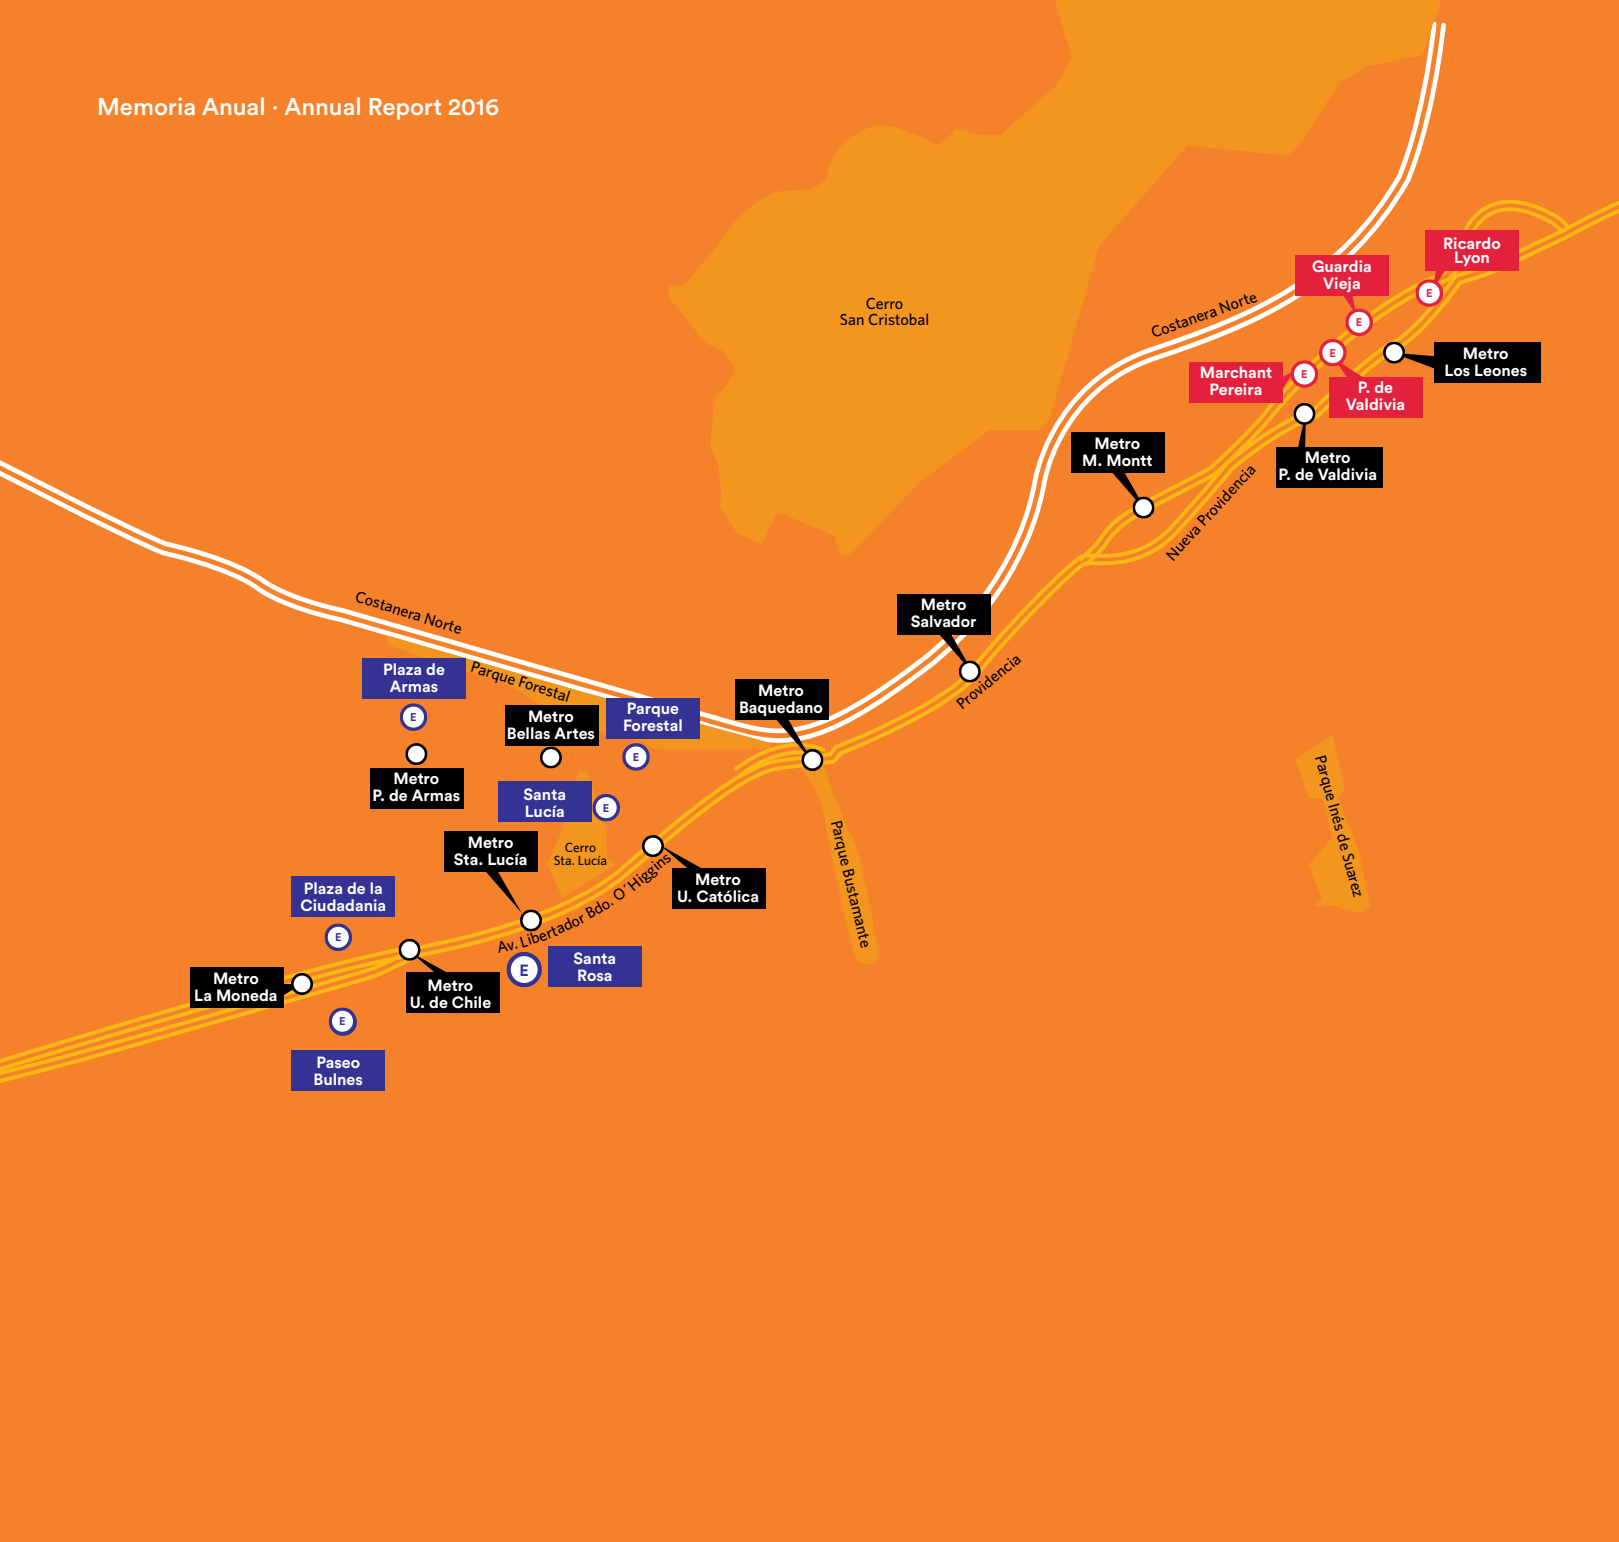 Memoria Anual · Annual Report 2016
Ricardo
Lyon
Guardia
Vieja
E
Cerro
San Cristobal
Costanera Norte
E
E
Metro
Los Leones
Marchant
Pereira
E
P. de
Valdivia
Metro
M. Montt
Metro
P. de Valdivia
Nueva Providencia
Costanera Norte
Metro
Salvador
Parque Forestal
Plaza de
Armas
Providencia
Metro
Baquedano
E
Metro
Bellas Artes
Parque
Forestal
E
Metro
P. de Armas
Santa
Lucía
E
Parque Inés de Suarez
Metro
Sta. Lucía
Cerro
Sta. Lucía
Parque Bustamante
Metro
U. Católica
Plaza de la
Ciudadania
Av. Libertador Bdo. O´Higgins
E
Santa
Rosa
E
Metro
La Moneda
Metro
U. de Chile
E
Paseo
Bulnes